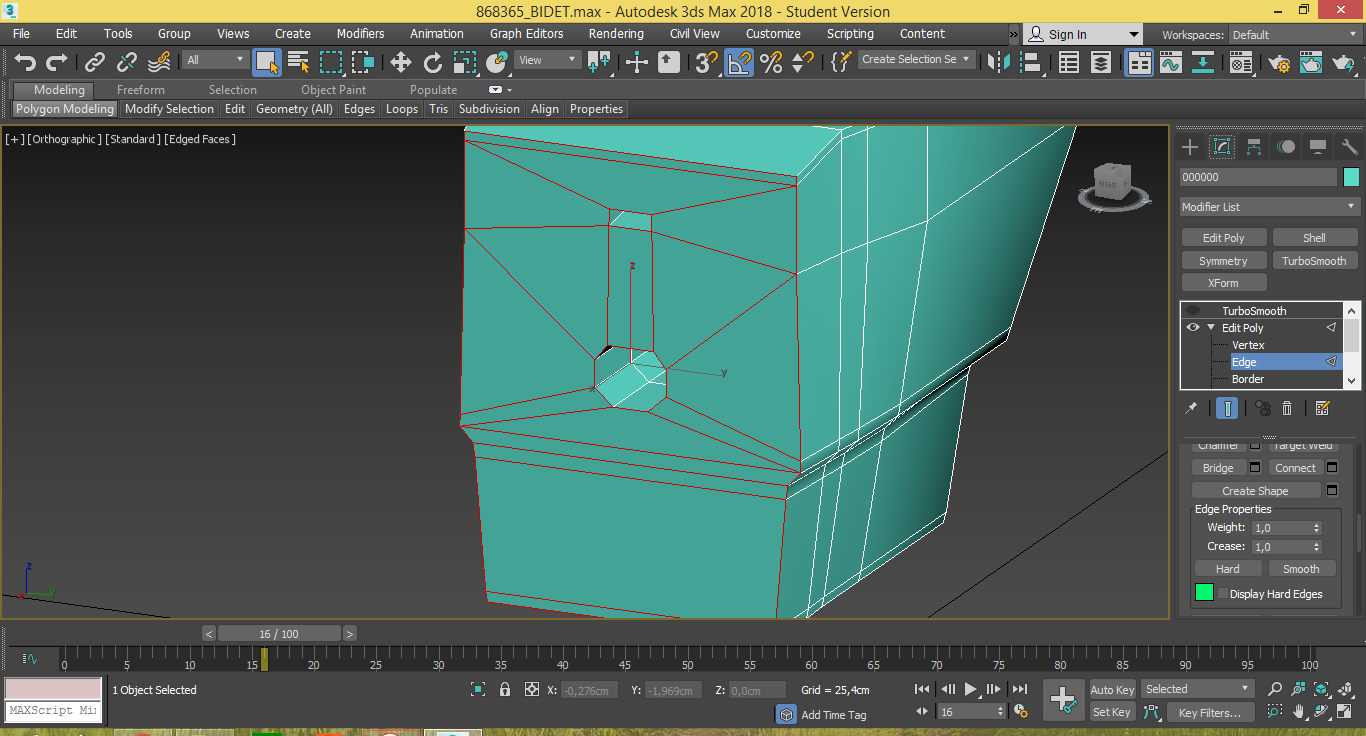 868365_BIDET.max - Autodesk 3ds Max 2018 - Student Version
File Edit Tools Group Views Create Modifiers Animation Graph Editors Rendering Civil View Customize Scripting Content » Sign In Workspaces: Default
All View Create Selection Se
Modeling Freeform Selection Object Paint Populate
Polygon Modeling Modify Selection Edit Geometry (All) Edges Loops Tris Subdivision Align Properties
[+] [Orthographic ] [Standard ] [Edged Faces ]
RIGHT
z
y
z
y
x
000000
Modifier List
Edit Poly Shell
Symmetry TurboSmooth
XForm
TurboSmooth
Edit Poly
Vertex
Edge
Border
Chamfer Target Weld
Bridge Connect
Create Shape
Edge Properties
Weight: 1,0
Crease: 1,0
Hard Smooth
Display Hard Edges
< 16 / 100 >
0 5 10 15 20 25 30 35 40 45 50 55 60 65 70 75 80 85 90 95 100
1 Object Selected X: -0,276cm Y: -1,969cm Z: 0,0cm Grid = 25,4cm Auto Key Selected
MAXScript Mi
Add Time Tag 16 Set Key Key Filters...